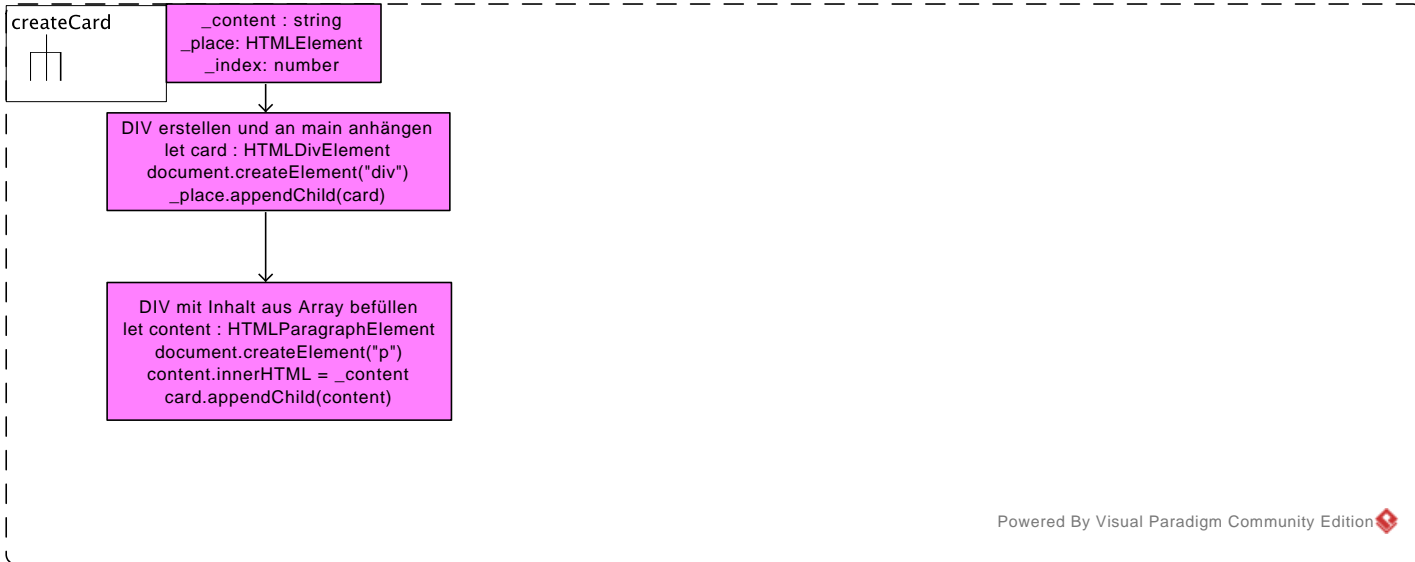 createCard
_content : string
_place: HTMLElement
_index: number
DIV erstellen und an main anhängen
let card : HTMLDivElement
document.createElement("div")
_place.appendChild(card)
DIV mit Inhalt aus Array befüllen
let content : HTMLParagraphElement
document.createElement("p")
content.innerHTML = _content
card.appendChild(content)
Powered By Visual Paradigm Community Edition